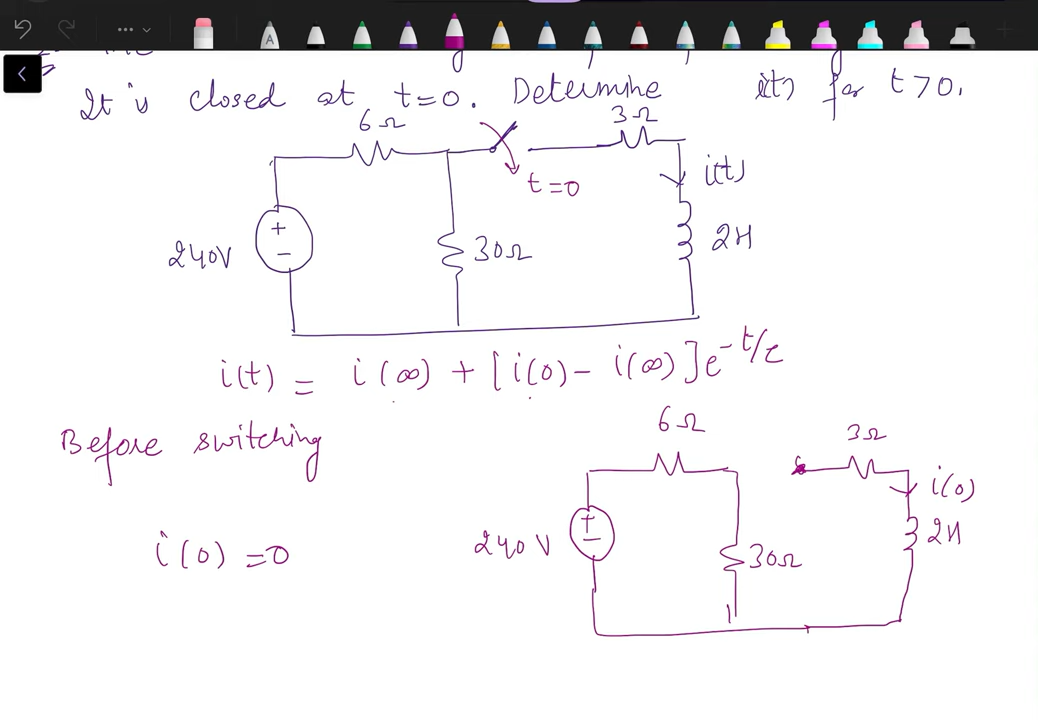 It is closed at t=0. Determine i(t) for t>0.
6Ω
3Ω
t=0
i(t)
+
-
240V
30Ω
2H
i(t) = i(∞) + [i(0) - i(∞)]e^-t/τ
Before switching
6Ω
3Ω
i(0)
i(0) = 0
240V
+
-
30Ω
2H
A